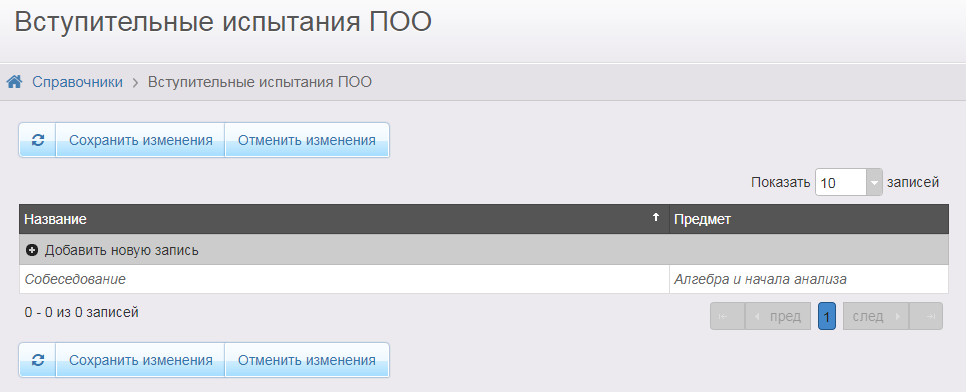 Вступительные испытания ПОО
Справочники > Вступительные испытания ПОО
Сохранить изменения Отменить изменения
Показать 10 записей
Название Предмет
Добавить новую запись
Собеседование Алгебра и начала анализа
0 - 0 из 0 записей пред 1 след
Сохранить изменения Отменить изменения